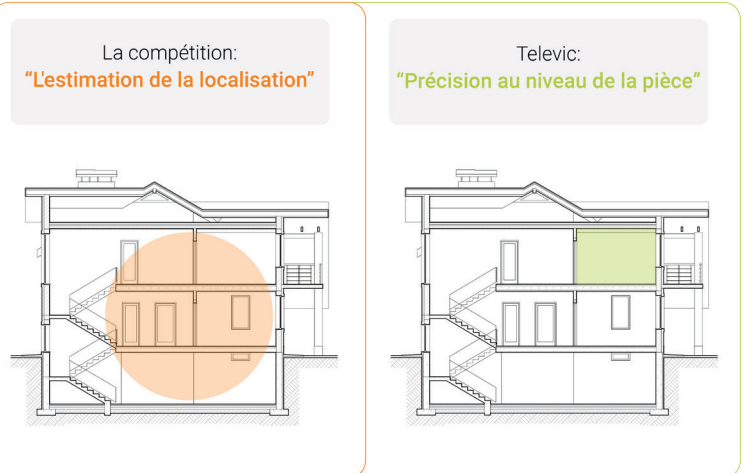 La compétition:
“L'estimation de la localisation”
Televic:
“Précision au niveau de la pièce”